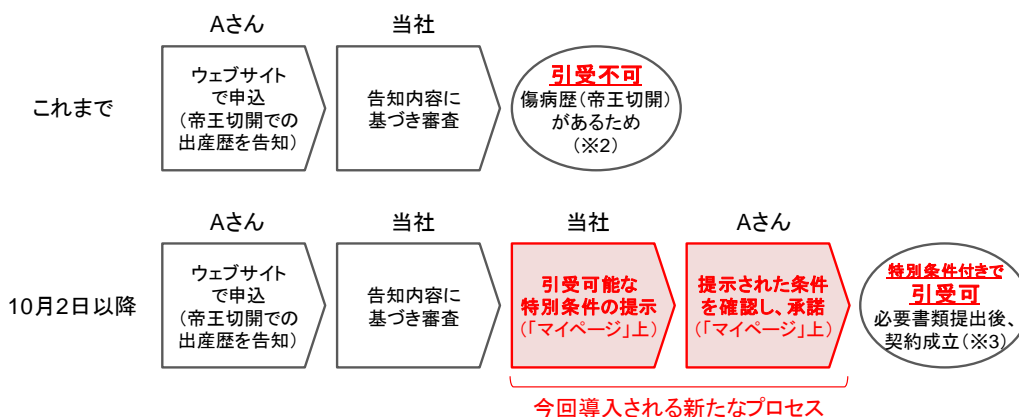 Aさん
当社
これまで
ウェブサイト
で申込
(帝王切開での
出産歴を告知)
告知内容に
基づき審査
引受不可
傷病歴(帝王切開)
があるため
(※2)
Aさん
当社
当社
Aさん
10月2日以降
ウェブサイト
で申込
(帝王切開での
出産歴を告知)
告知内容に
基づき審査
引受可能な
特別条件の提示
(「マイページ」上)
提示された条件
を確認し、承諾
(「マイページ」上)
特別条件付きで
引受可
必要書類提出後、
契約成立(※3)
今回導入される新たなプロセス